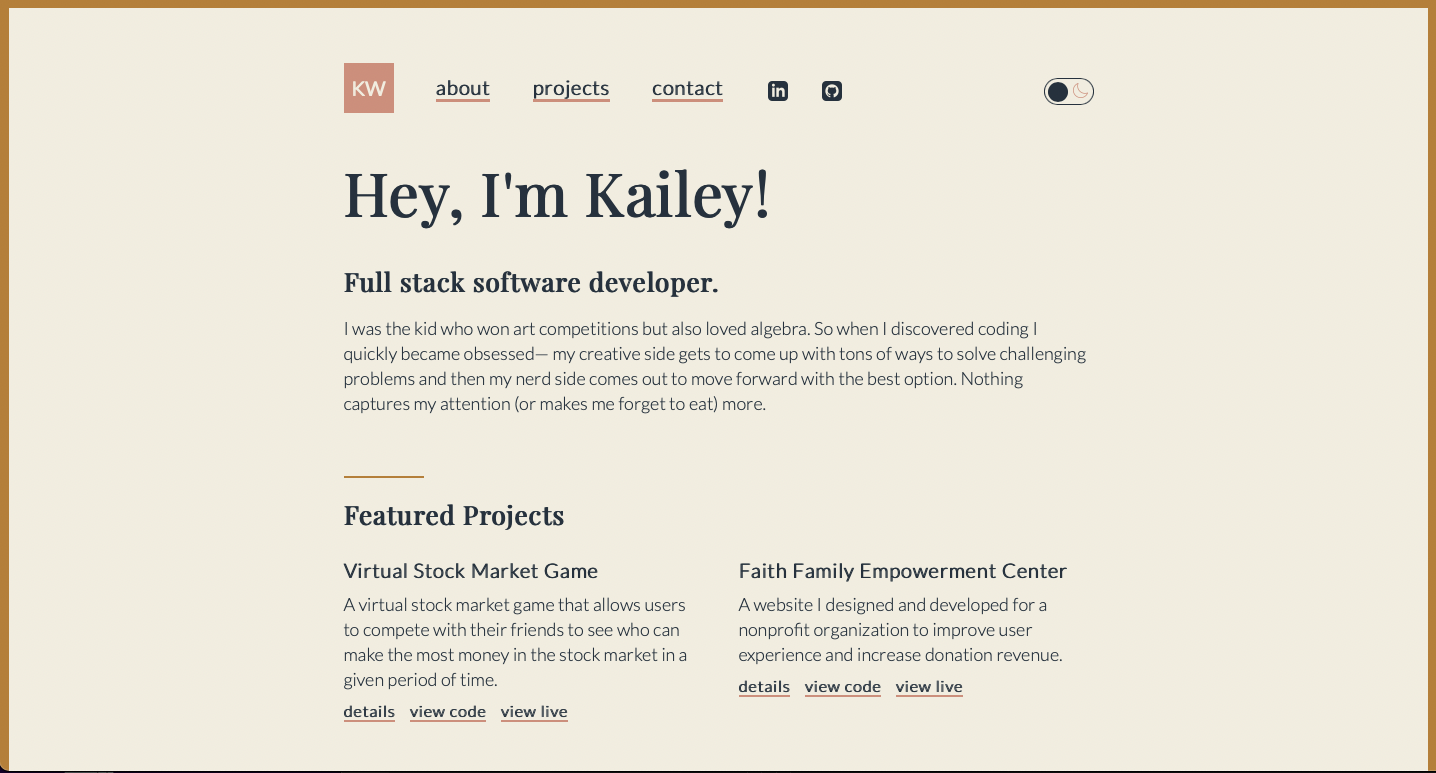 KW about projects contact in
Hey, I'm Kailey!
Full stack software developer.
I was the kid who won art competitions but also loved algebra. So when I discovered coding I
quickly became obsessed— my creative side gets to come up with tons of ways to solve challenging
problems and then my nerd side comes out to move forward with the best option. Nothing
captures my attention (or makes me forget to eat) more.
Featured Projects
Virtual Stock Market Game
A virtual stock market game that allows users
to compete with their friends to see who can
make the most money in the stock market in a
given period of time.
details view code view live
Faith Family Empowerment Center
A website I designed and developed for a
nonprofit organization to improve user
experience and increase donation revenue.
details view code view live